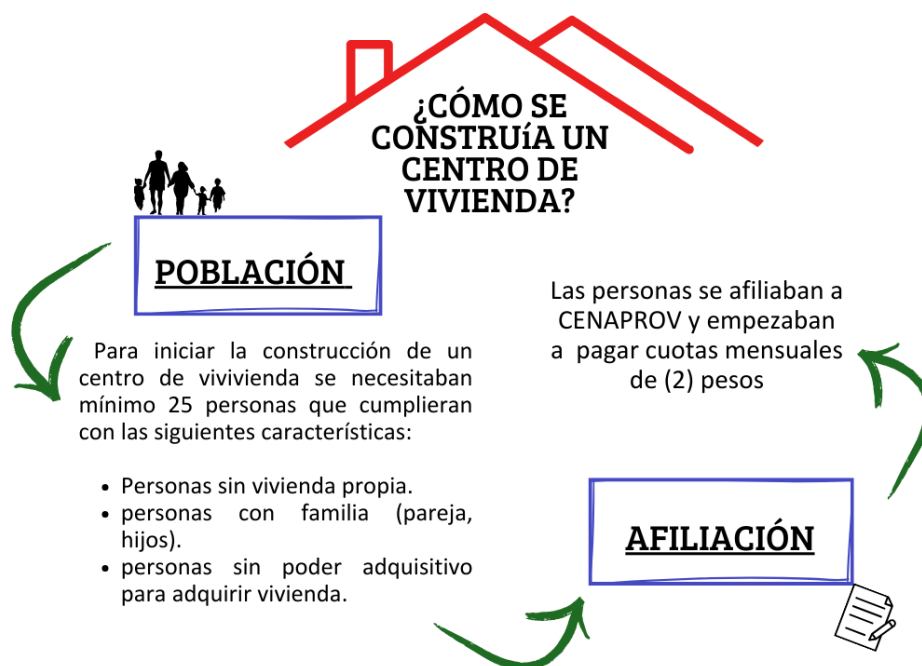 ¿CÓMO SE
CONSTRUíA UN
CENTRO DE
VIVIENDA?
POBLACIÓN
Para iniciar la construcción de un
centro de vivivienda se necesitaban
mínimo 25 personas que cumplieran
con las siguientes características:
• Personas sin vivienda propia.
• personas con familia (pareja,
hijos).
• personas sin poder adquisitivo
para adquirir vivienda.
AFILIACIÓN
Las personas se afiliaban a
CENAPROV y empezaban
a pagar cuotas mensuales
de (2) pesos